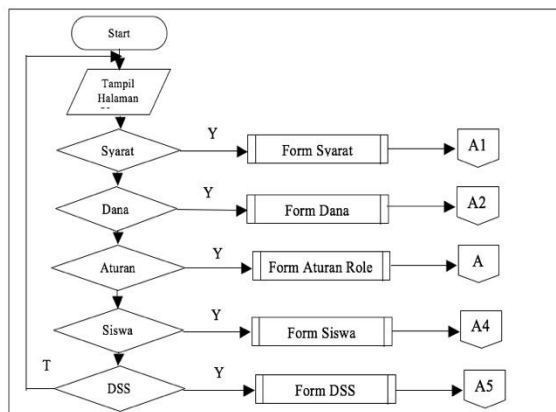 Start
Tampil
Halaman
Syarat
Y
Form Syarat
A1
Dana
Y
Form Dana
A2
Aturan
Y
Form Aturan Role
A
Siswa
Y
Form Siswa
A4
T
DSS
Y
Form DSS
A5